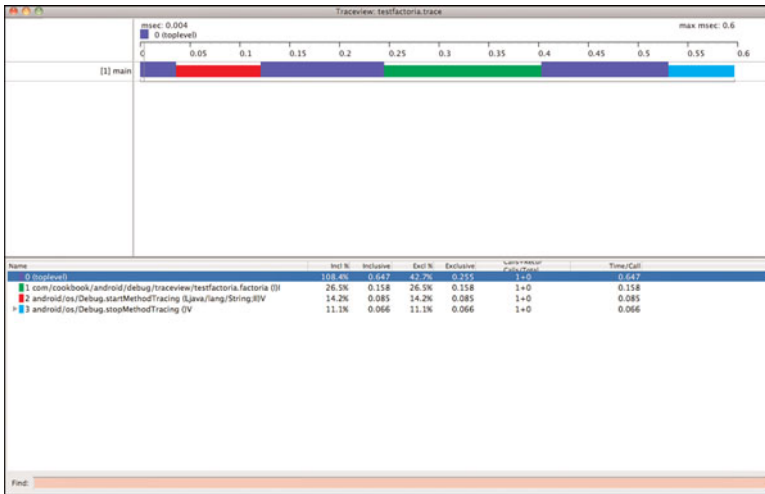 Traceview: testfactoria.trace
msec: 0.004 max msec: 0.6
0 (toplevel)
0 0.05 0.1 0.15 0.2 0.25 0.3 0.35 0.4 0.45 0.5 0.55 0.6
[1] main
Name Incl % Inclusive Excl % Exclusive Calls+Recur Calls/Total Time/Call
0 (toplevel) 108.4% 0.647 42.7% 0.255 1+0 0.647
1 com/cookbook/android/debug/traceview/testfactoria.factoria (I)I 26.5% 0.158 26.5% 0.158 1+0 0.158
2 android/os/Debug.startMethodTracing (Ljava/lang/String;II)V 14.2% 0.085 14.2% 0.085 1+0 0.085
3 android/os/Debug.stopMethodTracing ()V 11.1% 0.066 11.1% 0.066 1+0 0.066
Find: